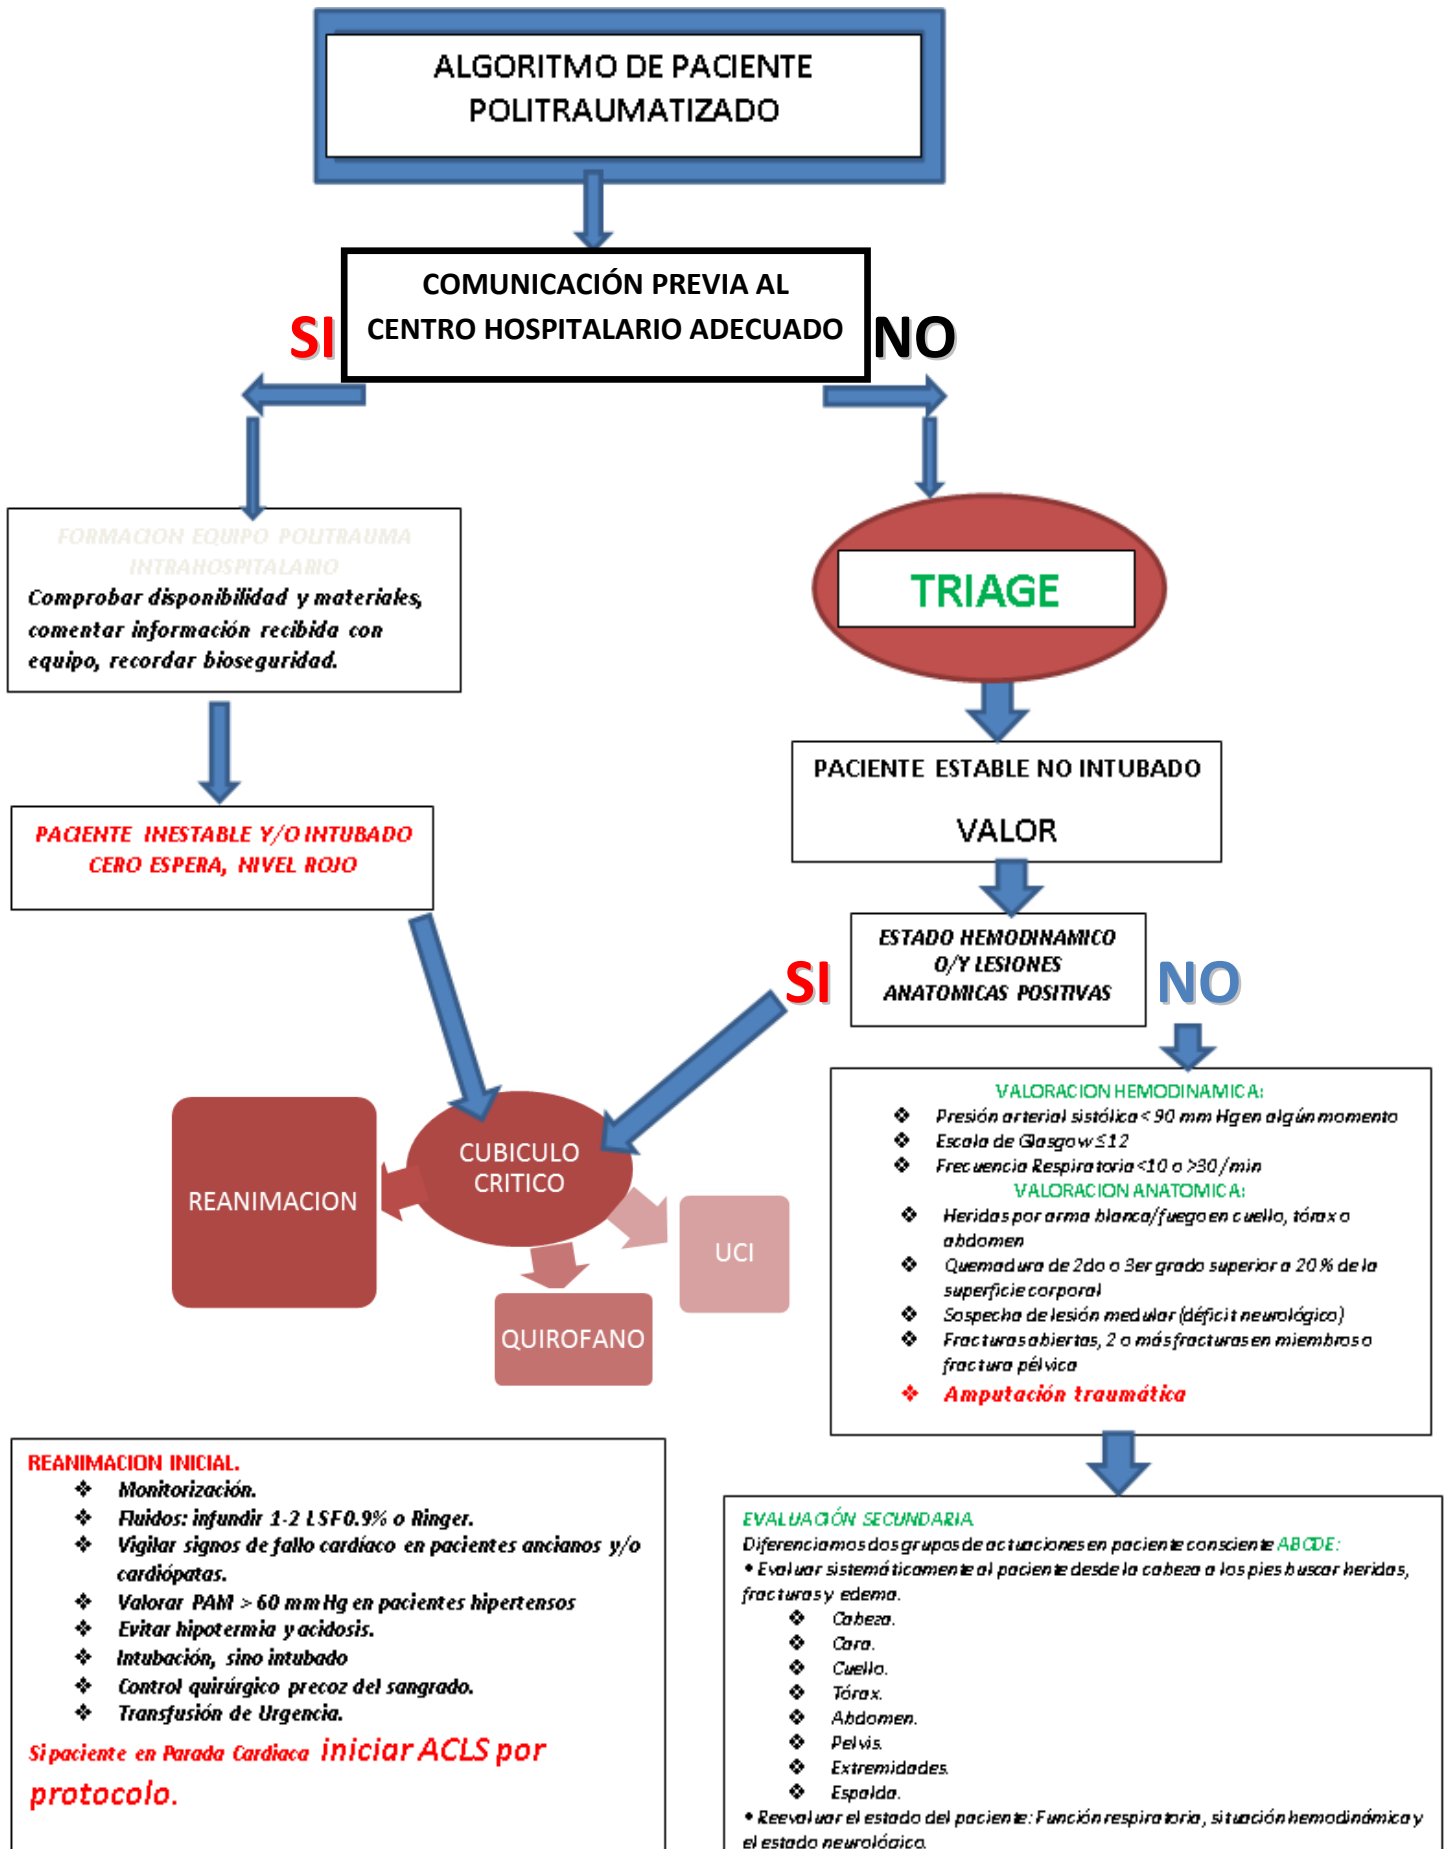 ALGORITMO DE PACIENTE
POLITRAUMATIZADO
COMUNICACIÓN PREVIA AL
CENTRO HOSPITALARIO ADECUADO
SI
NO
FORMACION EQUIPO POLITRAUMA
INTRAHOSPITALARIO
Comprobar disponibilidad y materiales,
comentar información recibida con
equipo, recordar bioseguridad.
TRIAGE
PACIENTE ESTABLE NO INTUBADO
VALOR
PACIENTE INESTABLE Y/O INTUBADO
CERO ESPERA, NIVEL ROJO
ESTADO HEMODINAMICO
O/Y LESIONES
ANATOMICAS POSITIVAS
SI
NO
CUBICULO
CRITICO
REANIMACION
UCI
QUIROFANO
VALORACION HEMODINAMICA:
❖ Presión arterial sistólica < 90 mm Hg en algún momento
❖ Escala de Glasgow ≤12
❖ Frecuencia Respiratoria <10 o >30/min
VALORACION ANATOMICA:
❖ Heridas por arma blanca/fuego en cuello, tórax o
abdomen
❖ Quemadura de 2do o 3er grado superior a 20% de la
superficie corporal
❖ Sospecha de lesión medular (déficit neurológico)
❖ Fracturas abiertas, 2 o más fracturas en miembros o
fractura pélvica
❖ Amputación traumática
REANIMACION INICIAL.
❖ Monitorización.
❖ Fluidos: infundir 1-2 LSF0.9% o Ringer.
❖ Vigilar signos de fallo cardíaco en pacientes ancianos y/o
cardiópatas.
❖ Valorar PAM > 60 mm Hg en pacientes hipertensos
❖ Evitar hipotermia y acidosis.
❖ Intubación, sino intubado
❖ Control quirúrgico precoz del sangrado.
❖ Transfusión de Urgencia.
Si paciente en Parada Cardiaca iniciar ACLS por
protocolo.
EVALUACIÓN SECUNDARIA
Diferenciamos dos grupos de actuaciones en paciente consciente ABCDE:
• Evaluar sistemáticamente al paciente desde la cabeza a los pies buscar heridas,
fracturas y edema.
❖ Cabeza.
❖ Cara.
❖ Cuello.
❖ Tórax.
❖ Abdomen.
❖ Pelvis.
❖ Extremidades.
❖ Espalda.
• Reevaluar el estado del paciente: Función respiratoria, situación hemodinámica y
el estado neurológico.